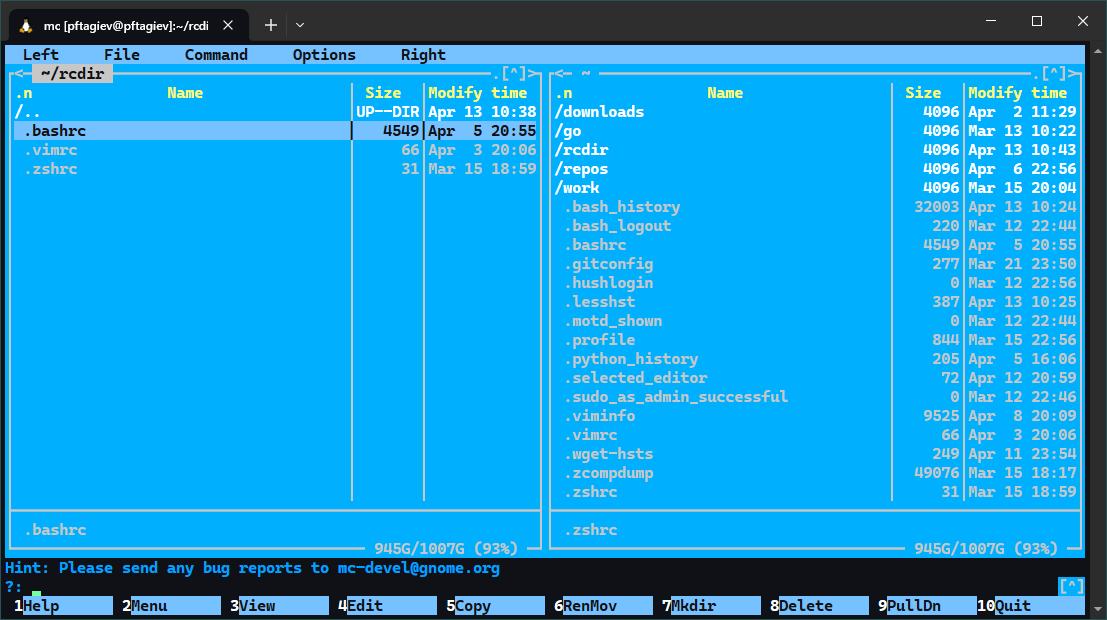 mc [pftagiev@pftagiev]:~/rcdi
Left File Command Options Right
<─ ~/rcdir ─.[^]>
.n Name Size Modify time
/.. UP--DIR Apr 13 10:38
.bashrc 4549 Apr 5 20:55
.vimrc 66 Apr 3 20:06
.zshrc 31 Mar 15 18:59
.bashrc
945G/1007G (93%)
<─ ~ ─.[^]>
.n Name Size Modify time
/downloads 4096 Apr 2 11:29
/go 4096 Mar 13 10:22
/rcdir 4096 Apr 13 10:43
/repos 4096 Apr 6 22:56
/work 4096 Mar 15 20:04
.bash_history 32003 Apr 13 10:24
.bash_logout 220 Mar 12 22:44
.bashrc 4549 Apr 5 20:55
.gitconfig 277 Mar 21 23:50
.hushlogin 0 Mar 12 22:56
.lesshst 387 Apr 13 10:25
.motd_shown 0 Mar 12 22:44
.profile 844 Mar 15 22:56
.python_history 205 Apr 5 16:06
.selected_editor 72 Apr 12 20:59
.sudo_as_admin_successful 0 Mar 12 22:46
.viminfo 9525 Apr 8 20:09
.vimrc 66 Apr 3 20:06
.wget-hsts 249 Apr 11 23:54
.zcompdump 49076 Mar 15 18:17
.zshrc 31 Mar 15 18:59
.zshrc
945G/1007G (93%)
Hint: Please send any bug reports to mc-devel@gnome.org
?: [^]
1Help 2Menu 3View 4Edit 5Copy 6RenMov 7Mkdir 8Delete 9PullDn 10Quit